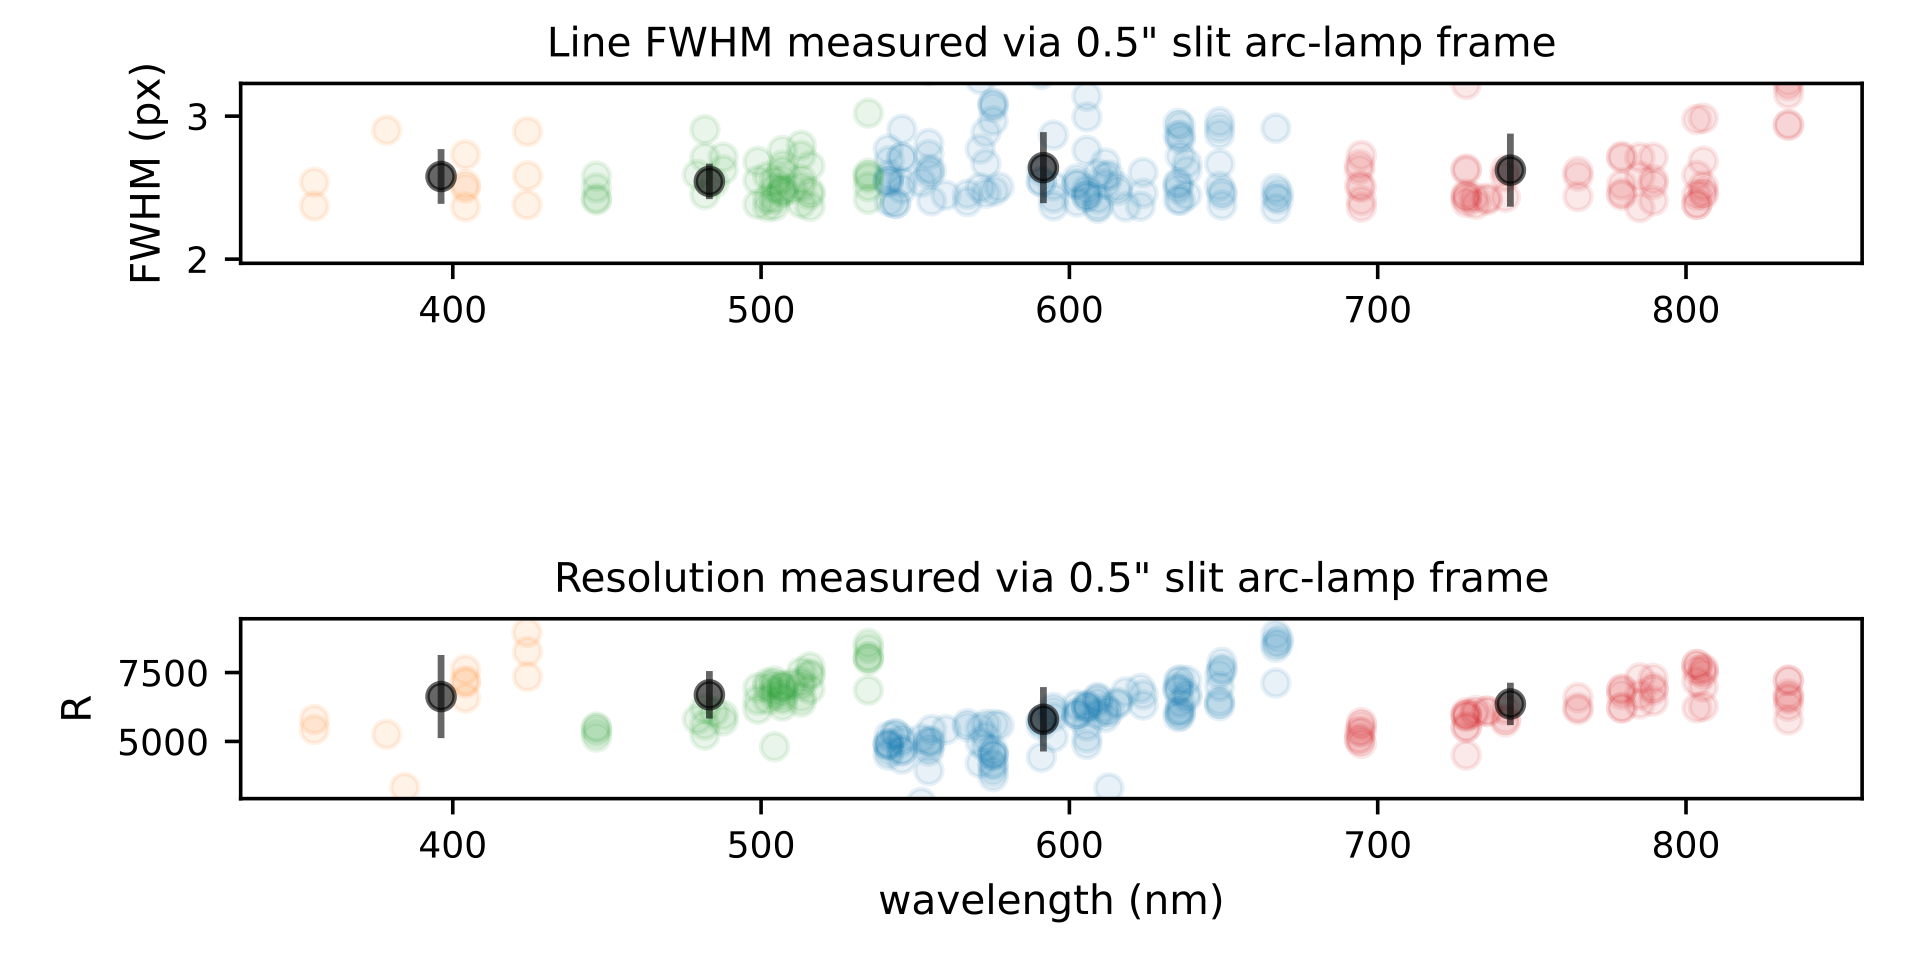 Line FWHM measured via 0.5" slit arc-lamp frame
FWHM (px)
3
2
400 500 600 700 800
Resolution measured via 0.5" slit arc-lamp frame
R
7500
5000
400 500 600 700 800
wavelength (nm)